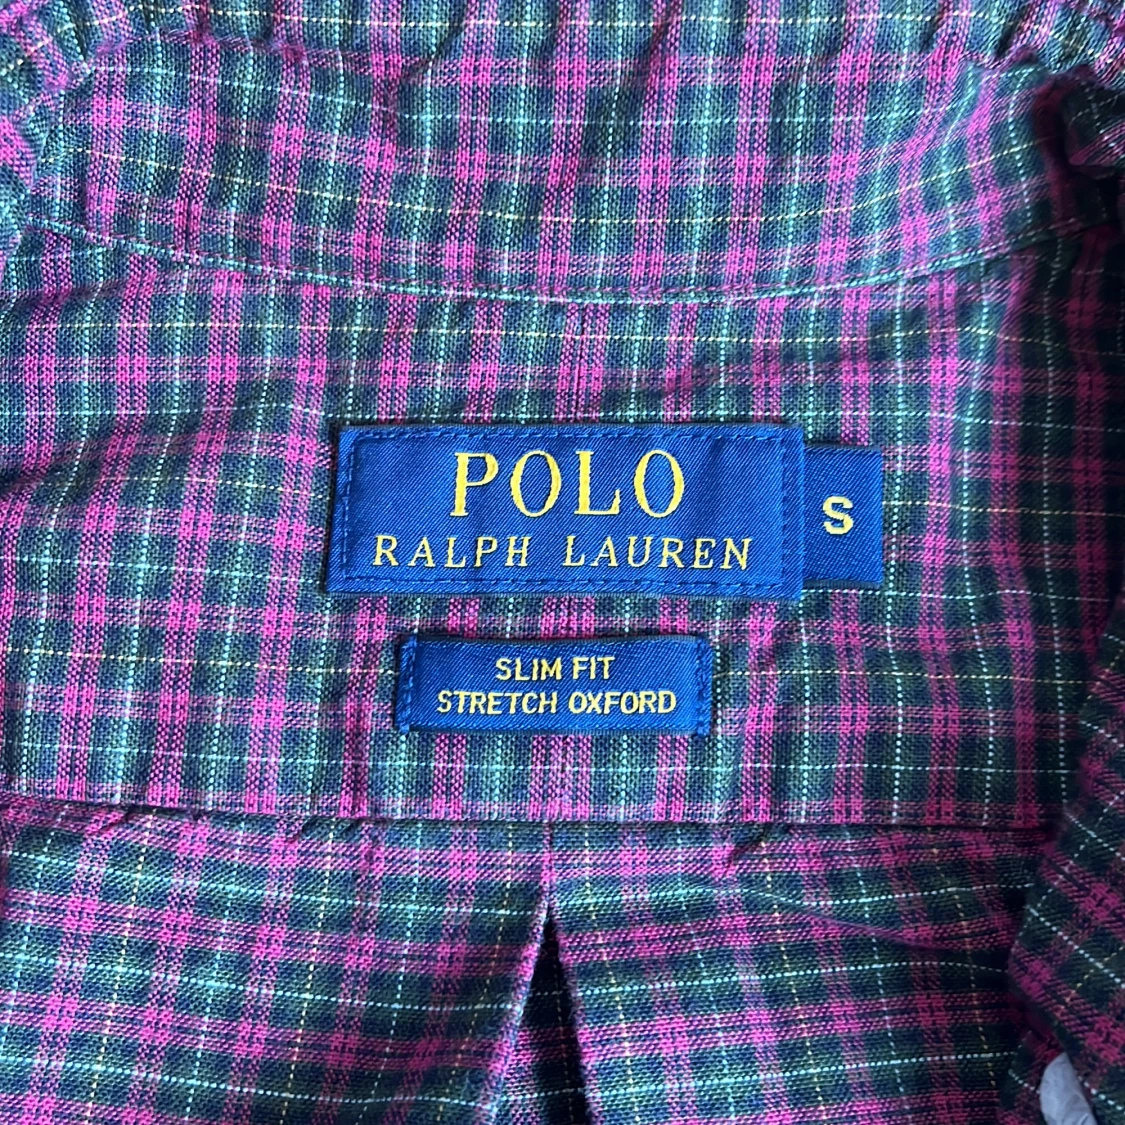 POLO
RALPH LAUREN
S
SLIM FIT
STRETCH OXFORD